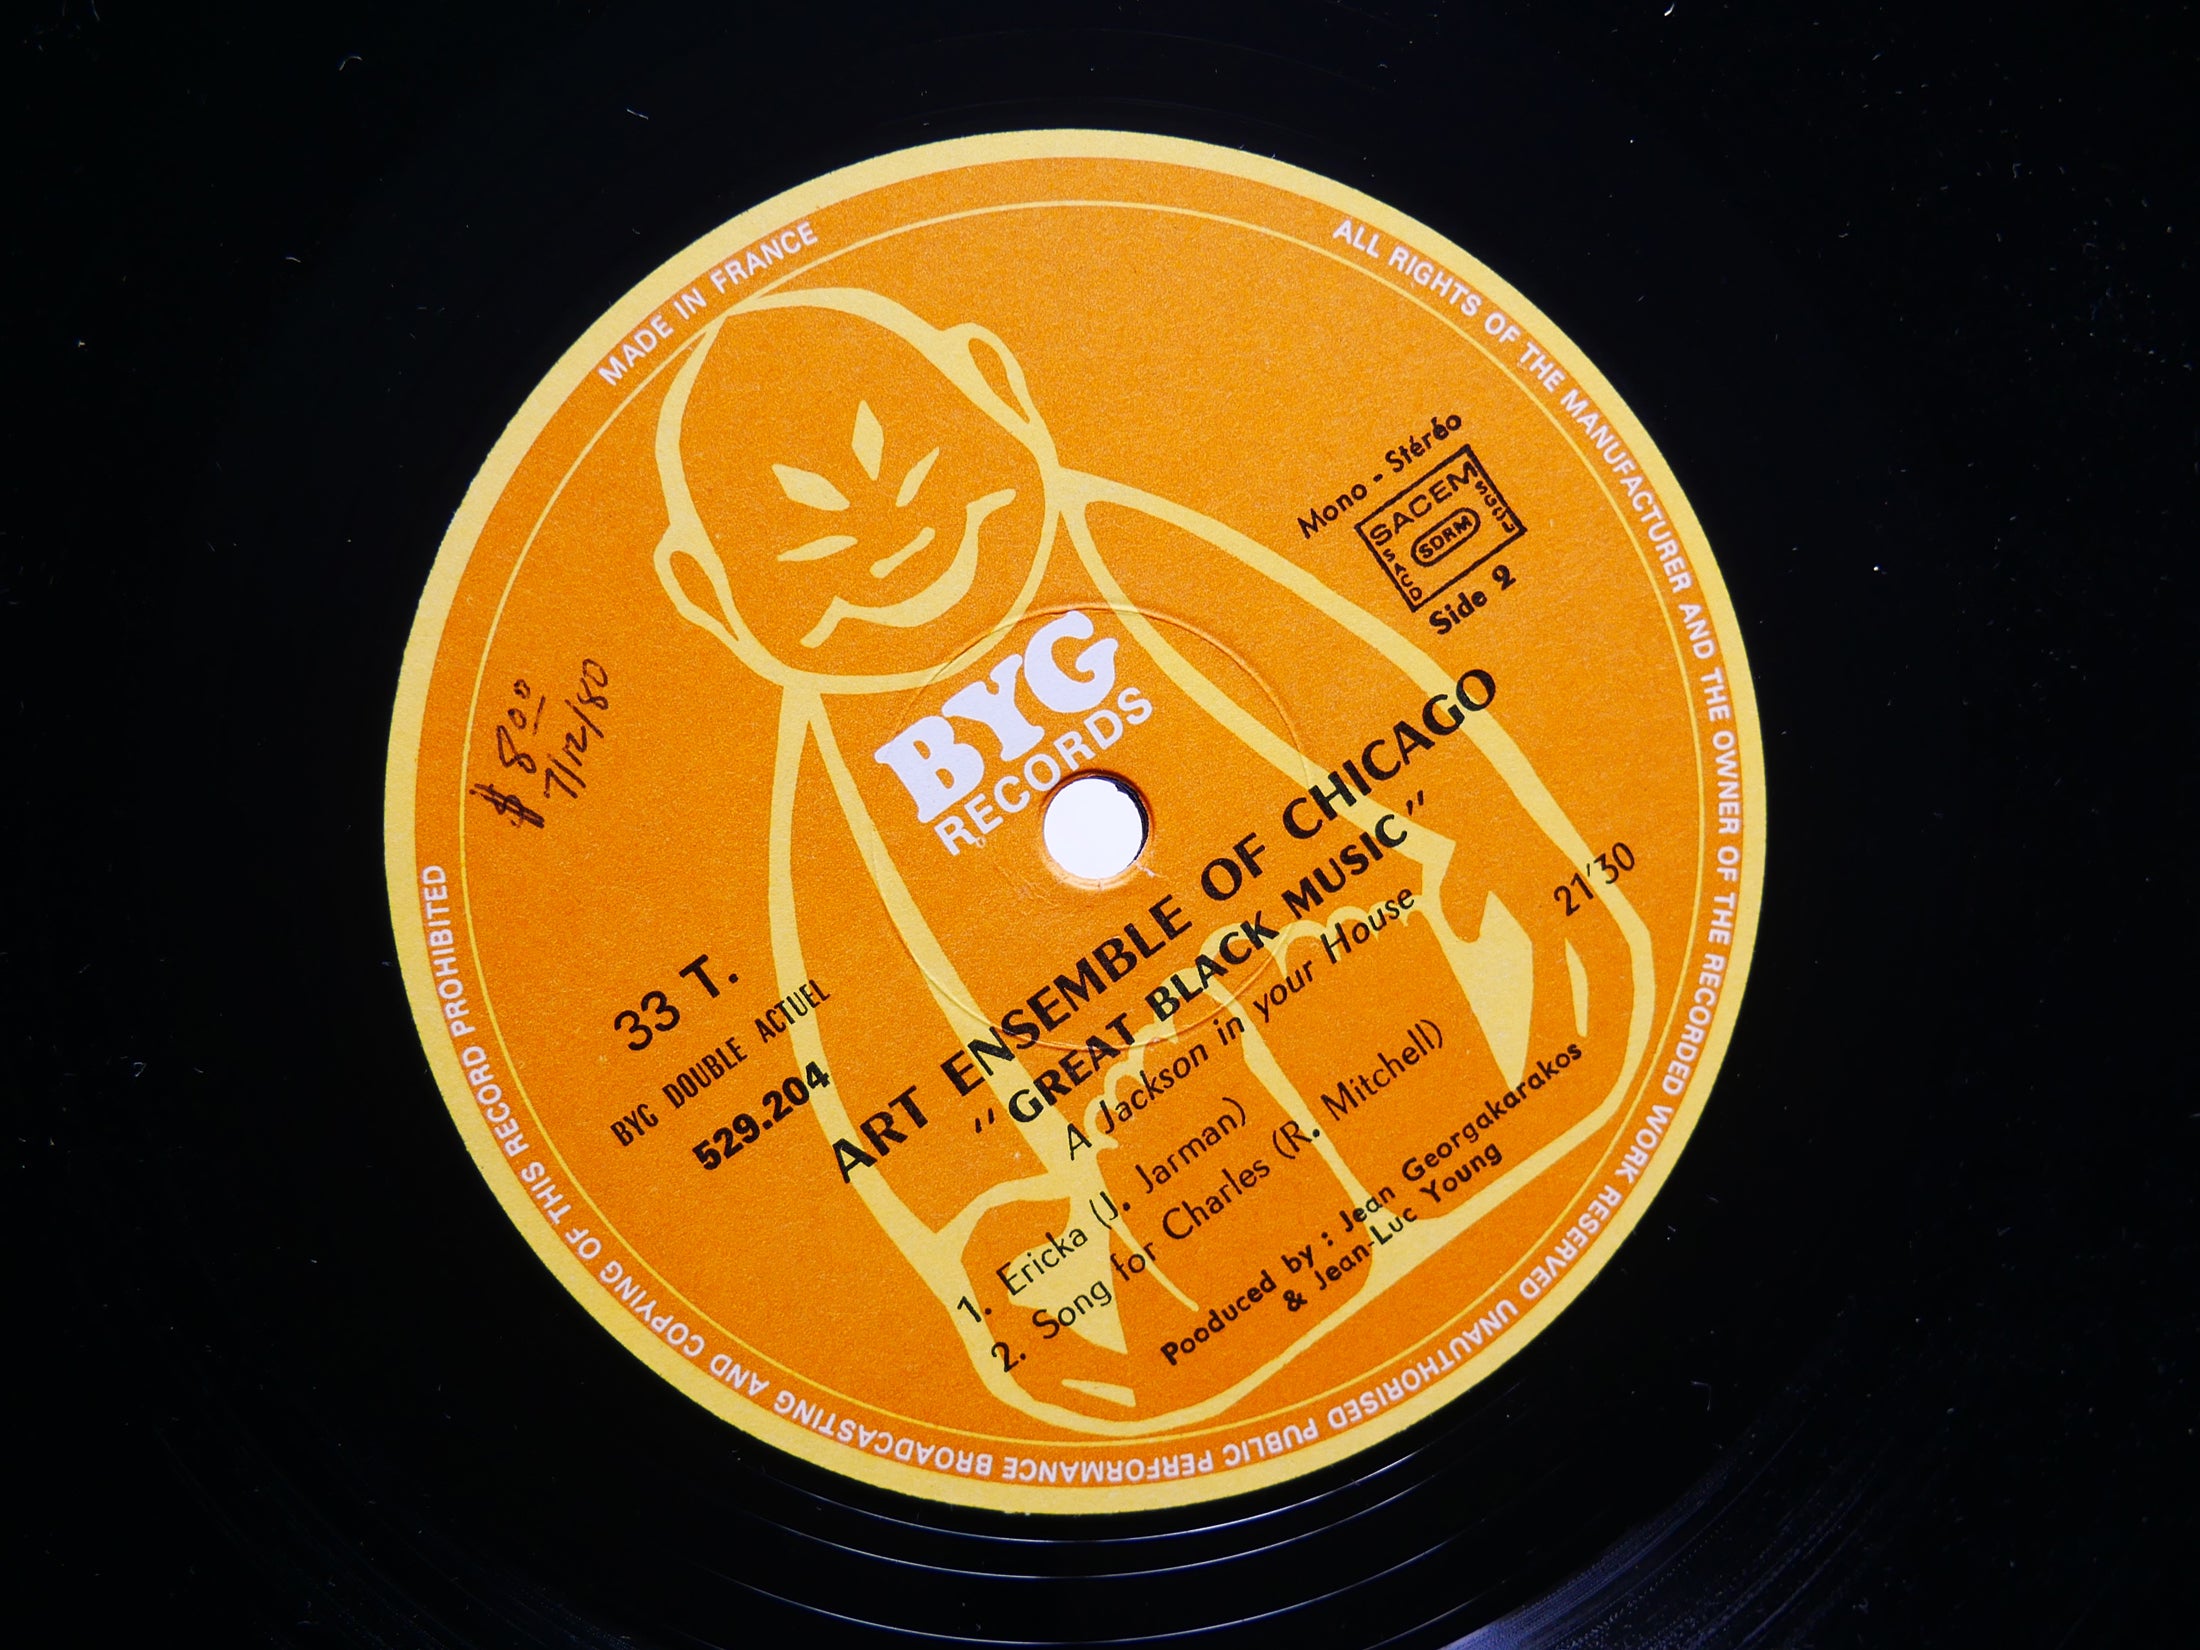 MADE IN FRANCE
ALL RIGHTS OF THE MANUFACTURER AND THE OWNER OF THE RECORDED WORK RESERVED UNAUTHORISED PUBLIC PERFORMANCE BROADCASTING AND COPYING OF THIS RECORD PROHIBITED
Mono - Stéréo
SACEM
SACD
SDRM
SGDL
Side 2
$ 8.00
7/12/80
BYG
RECORDS
33 T.
BYG DOUBLE ACTUEL
529.204
ART ENSEMBLE OF CHICAGO
"GREAT BLACK MUSIC"
A Jackson in your House
21'30
1. Ericka (J. Jarman)
2. Song for Charles (R. Mitchell)
Pooduced by : Jean Georgakarakos
& Jean-Luc Young